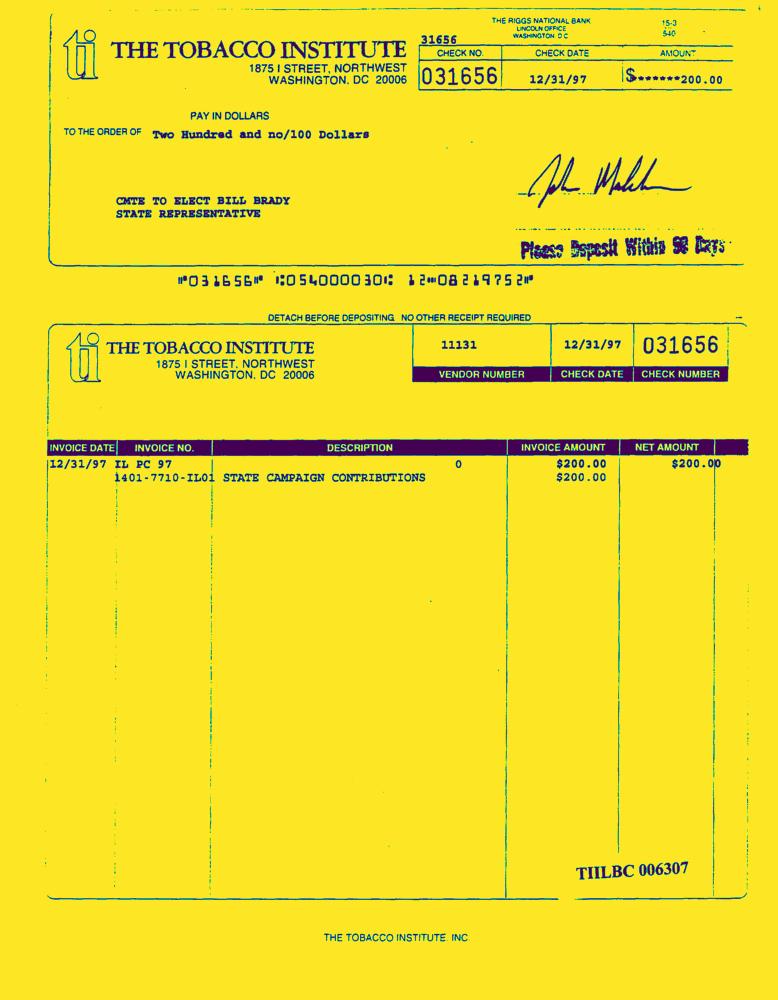 THE RIGGS NATIONAL BANK
LINCOLN OFFICE
WASHINGTON D C
15-3
540
ti THE TOBACCO INSTITUTE
1875 I STREET, NORTHWEST
WASHINGTON, DC 20006
31656
CHECK NO. CHECK DATE AMOUNT
031656 12/31/97 $******200.00
PAY IN DOLLARS
TO THE ORDER OF Two Hundred and no/100 Dollars
CMTE TO ELECT BILL BRADY
STATE REPRESENTATIVE
Please Deposit Within 90 Days
⑈031656⑈ ⑆054000030⑆ 12⑉08219752⑈
DETACH BEFORE DEPOSITING NO OTHER RECEIPT REQUIRED
ti THE TOBACCO INSTITUTE
1875 I STREET, NORTHWEST
WASHINGTON, DC 20006
11131 12/31/97 031656
VENDOR NUMBER CHECK DATE CHECK NUMBER
INVOICE DATE INVOICE NO. DESCRIPTION INVOICE AMOUNT NET AMOUNT
12/31/97 IL PC 97 0 $200.00 $200.00
1401-7710-IL01 STATE CAMPAIGN CONTRIBUTIONS $200.00
TIILBC 006307
THE TOBACCO INSTITUTE. INC.